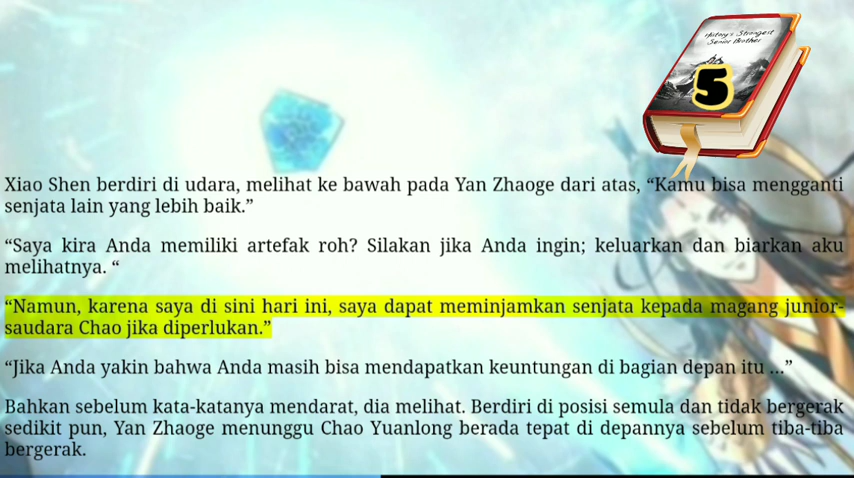 History's Strongest
Senior Brother
5
Xiao Shen berdiri di udara, melihat ke bawah pada Yan Zhaoge dari atas, “Kamu bisa mengganti
senjata lain yang lebih baik.”
“Saya kira Anda memiliki artefak roh? Silakan jika Anda ingin; keluarkan dan biarkan aku
melihatnya. “
“Namun, karena saya di sini hari ini, saya dapat meminjamkan senjata kepada magang junior-
saudara Chao jika diperlukan.”
“Jika Anda yakin bahwa Anda masih bisa mendapatkan keuntungan di bagian depan itu ...”
Bahkan sebelum kata-katanya mendarat, dia melihat. Berdiri di posisi semula dan tidak bergerak
sedikit pun, Yan Zhaoge menunggu Chao Yuanlong berada tepat di depannya sebelum tiba-tiba
bergerak.